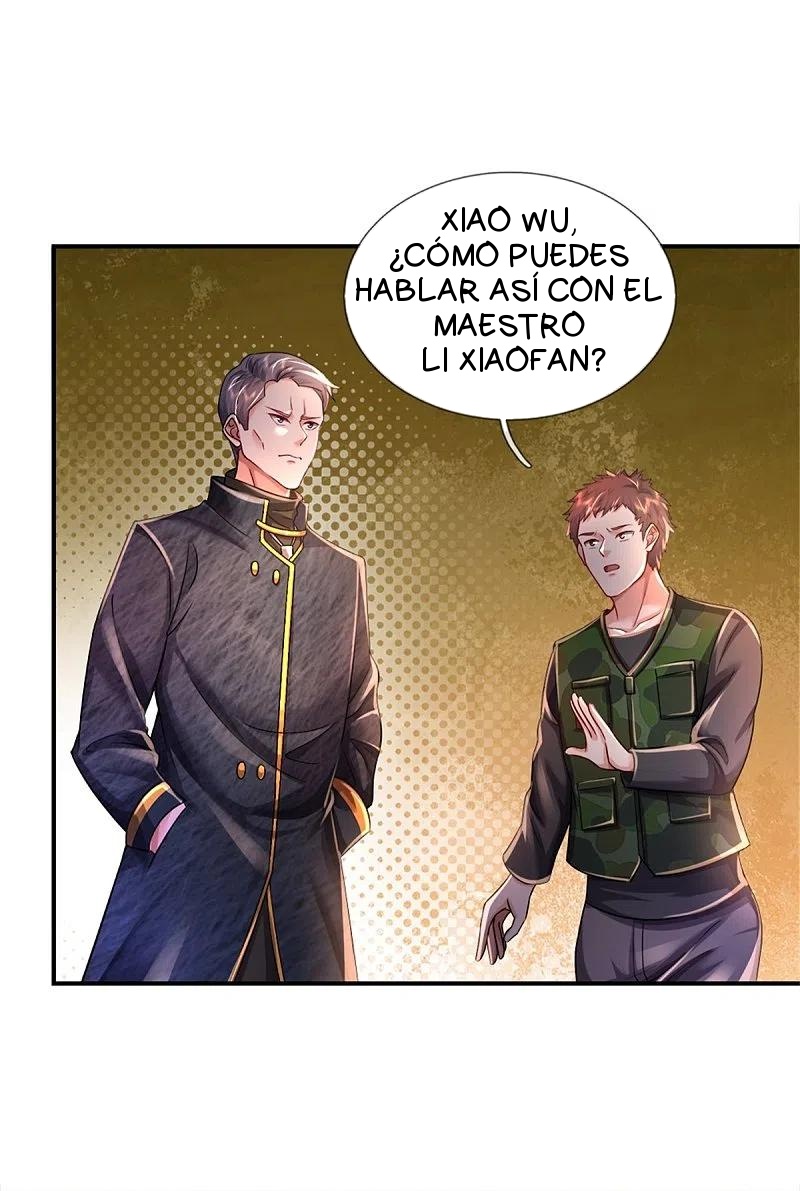 XIAO WU,
¿CÓMO PUEDES
HABLAR ASÍ CON EL
MAESTRO
LI XIAOFAN?